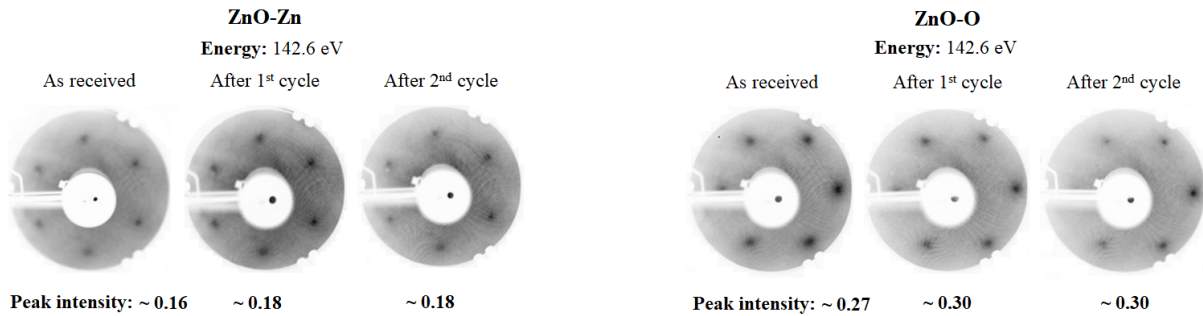 ZnO-Zn
Energy: 142.6 eV
As received After 1st cycle After 2nd cycle
Peak intensity: ~ 0.16 ~ 0.18 ~ 0.18
ZnO-O
Energy: 142.6 eV
As received After 1st cycle After 2nd cycle
Peak intensity: ~ 0.27 ~ 0.30 ~ 0.30